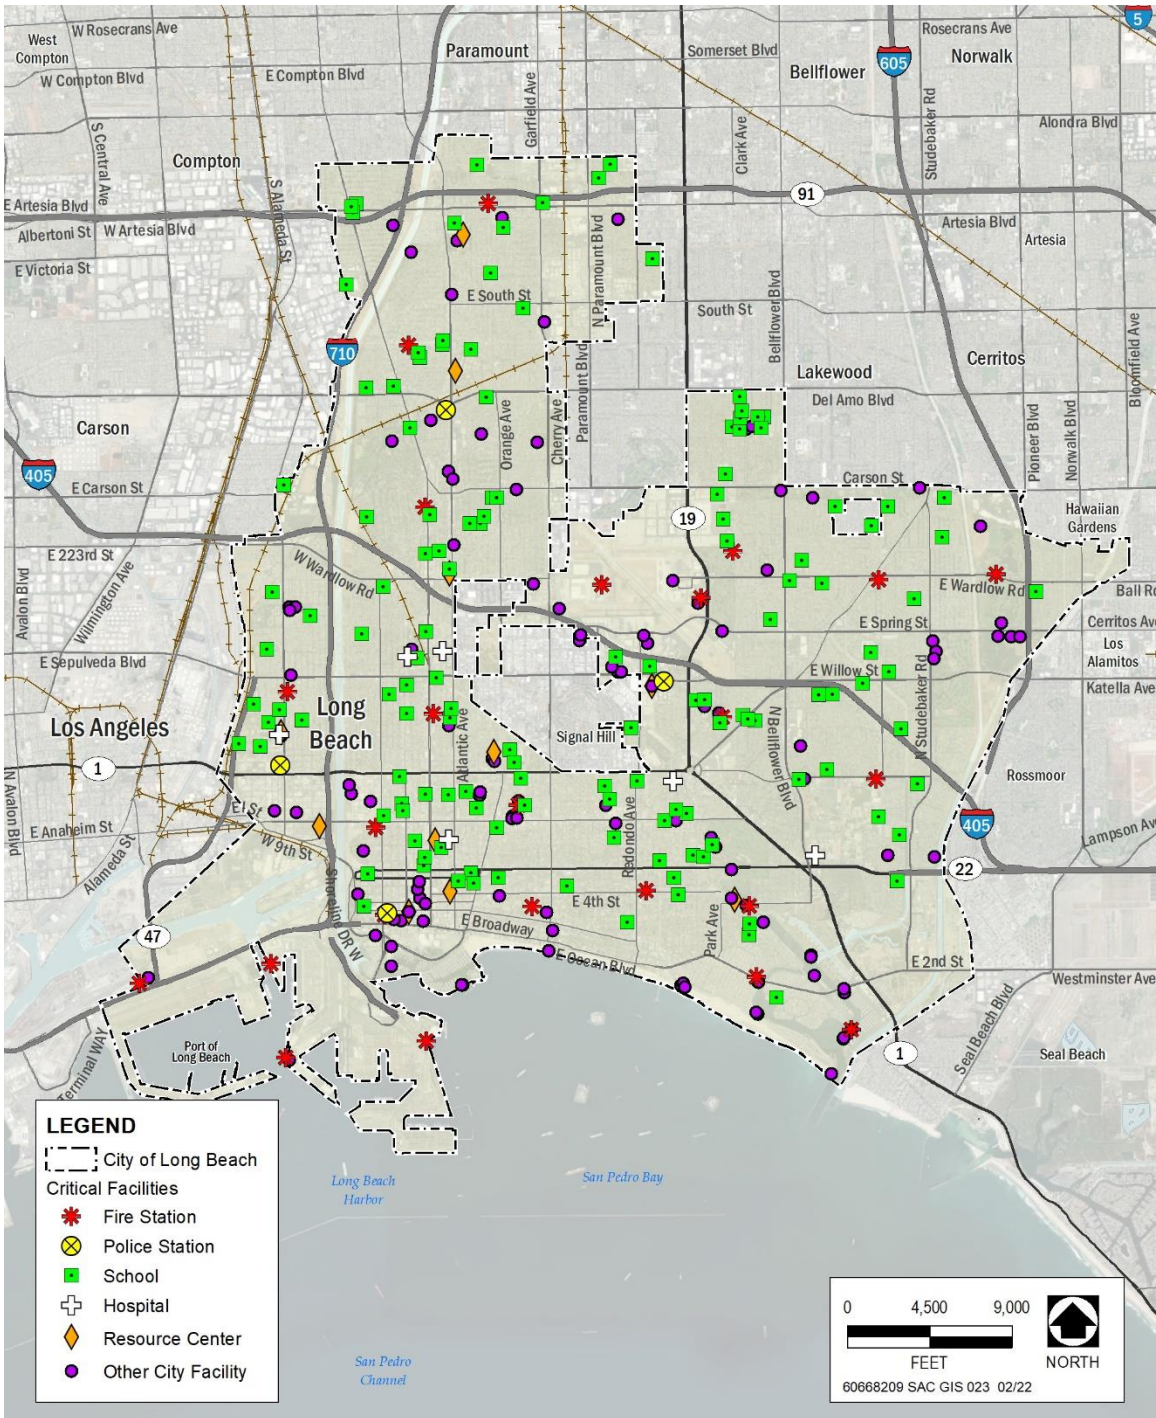 W Rosecrans Ave
Rosecrans Ave
5
West
Compton
Paramount
Somerset Blvd
Norwalk
605
W Compton Blvd
E Compton Blvd
Bellflower
Garfield Ave
Clark Ave
Studebaker Rd
Alondra Blvd
S Central Ave
Compton
S Alameda St
91
E Artesia Blvd
Albertoni St
W Artesia Blvd
Artesia Blvd
Artesia
N Paramount Blvd
E Victoria St
E South St
South St
Bellflower Blvd
Bloomfield Ave
710
Paramount Blvd
Cerritos
Lakewood
Del Amo Blvd
Carson
Orange Ave
Cherry Ave
Pioneer Blvd
Norwalk Blvd
405
E Carson St
Carson St
Hawaiian
Gardens
19
E 223rd St
W Wardlow Rd
E Wardlow Rd
Ball Rd
Avalon Blvd
Wilmington Ave
E Spring St
Cerritos Ave
Los
Alamitos
E Sepulveda Blvd
E Willow St
Katella Ave
Long
Beach
Los Angeles
Atlantic Ave
Signal Hill
N Bellflower Blvd
N Studebaker Rd
1
Rossmoor
N Avalon Blvd
E I St
E Anaheim St
W 9th St
Alameda St
Redondo Ave
405
Lampson Ave
22
Shoreline DR W
E 4th St
E Broadway
Park Ave
47
E Ocean Blvd
E 2nd St
Westminster Ave
Seal Beach Blvd
Terminal WAY
Port of
Long Beach
1
Seal Beach
LEGEND
City of Long Beach
Critical Facilities
Fire Station
Police Station
School
Hospital
Resource Center
Other City Facility
Long Beach
Harbor
San Pedro Bay
San Pedro
Channel
0 4,500 9,000
FEET
NORTH
60668209 SAC GIS 023 02/22